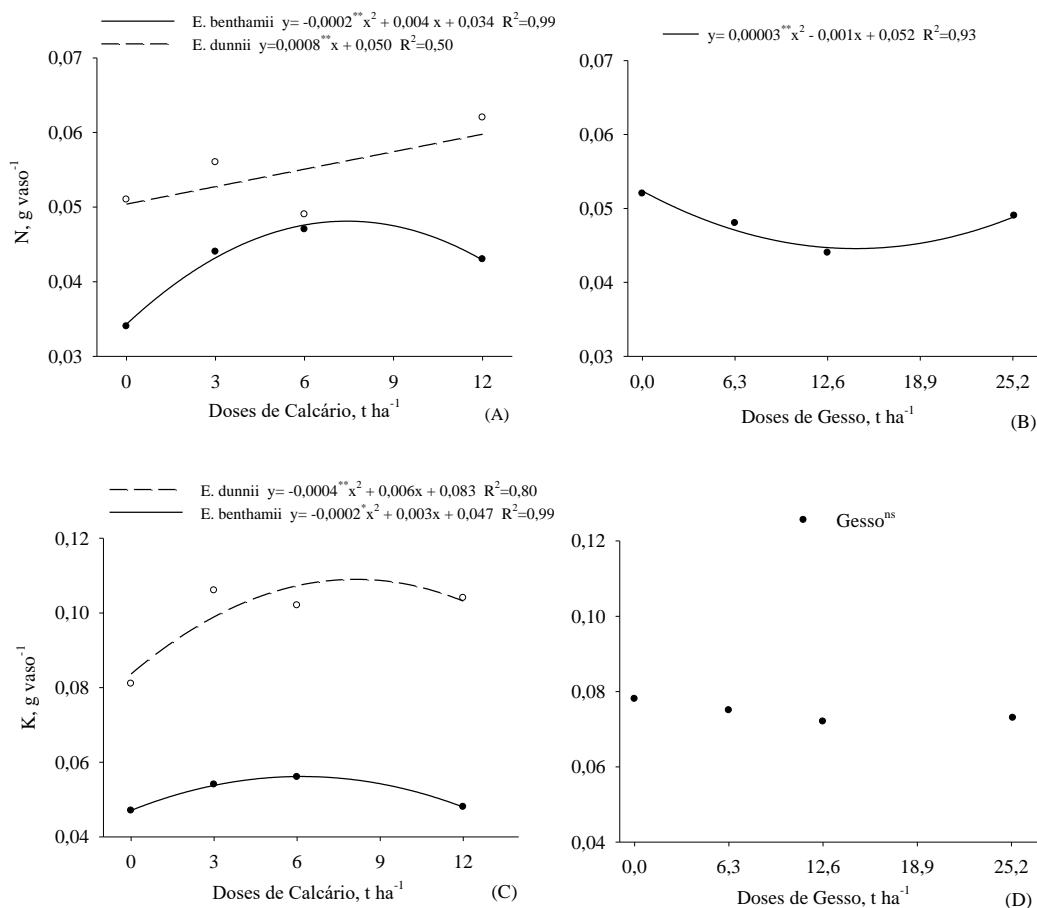 E. benthamii y= -0,0002**x² + 0,004 x + 0,034 R²=0,99
E. dunnii y=0,0008**x + 0,050 R²=0,50
0,07
0,06
0,05
0,04
0,03
N, g vaso⁻¹
0 3 6 9 12
Doses de Calcário, t ha⁻¹
(A)
y= 0,00003**x² - 0,001x + 0,052 R²=0,93
0,07
0,06
0,05
0,04
0,03
0,0 6,3 12,6 18,9 25,2
Doses de Gesso, t ha⁻¹
(B)
E. dunnii y= -0,0004**x² + 0,006x + 0,083 R²=0,80
E. benthamii y= -0,0002*x² + 0,003x + 0,047 R²=0,99
0,12
0,10
0,08
0,06
0,04
K, g vaso⁻¹
0 3 6 9 12
Doses de Calcário, t ha⁻¹
(C)
Gessoⁿˢ
0,12
0,10
0,08
0,06
0,04
0,0 6,3 12,6 18,9 25,2
Doses de Gesso, t ha⁻¹
(D)